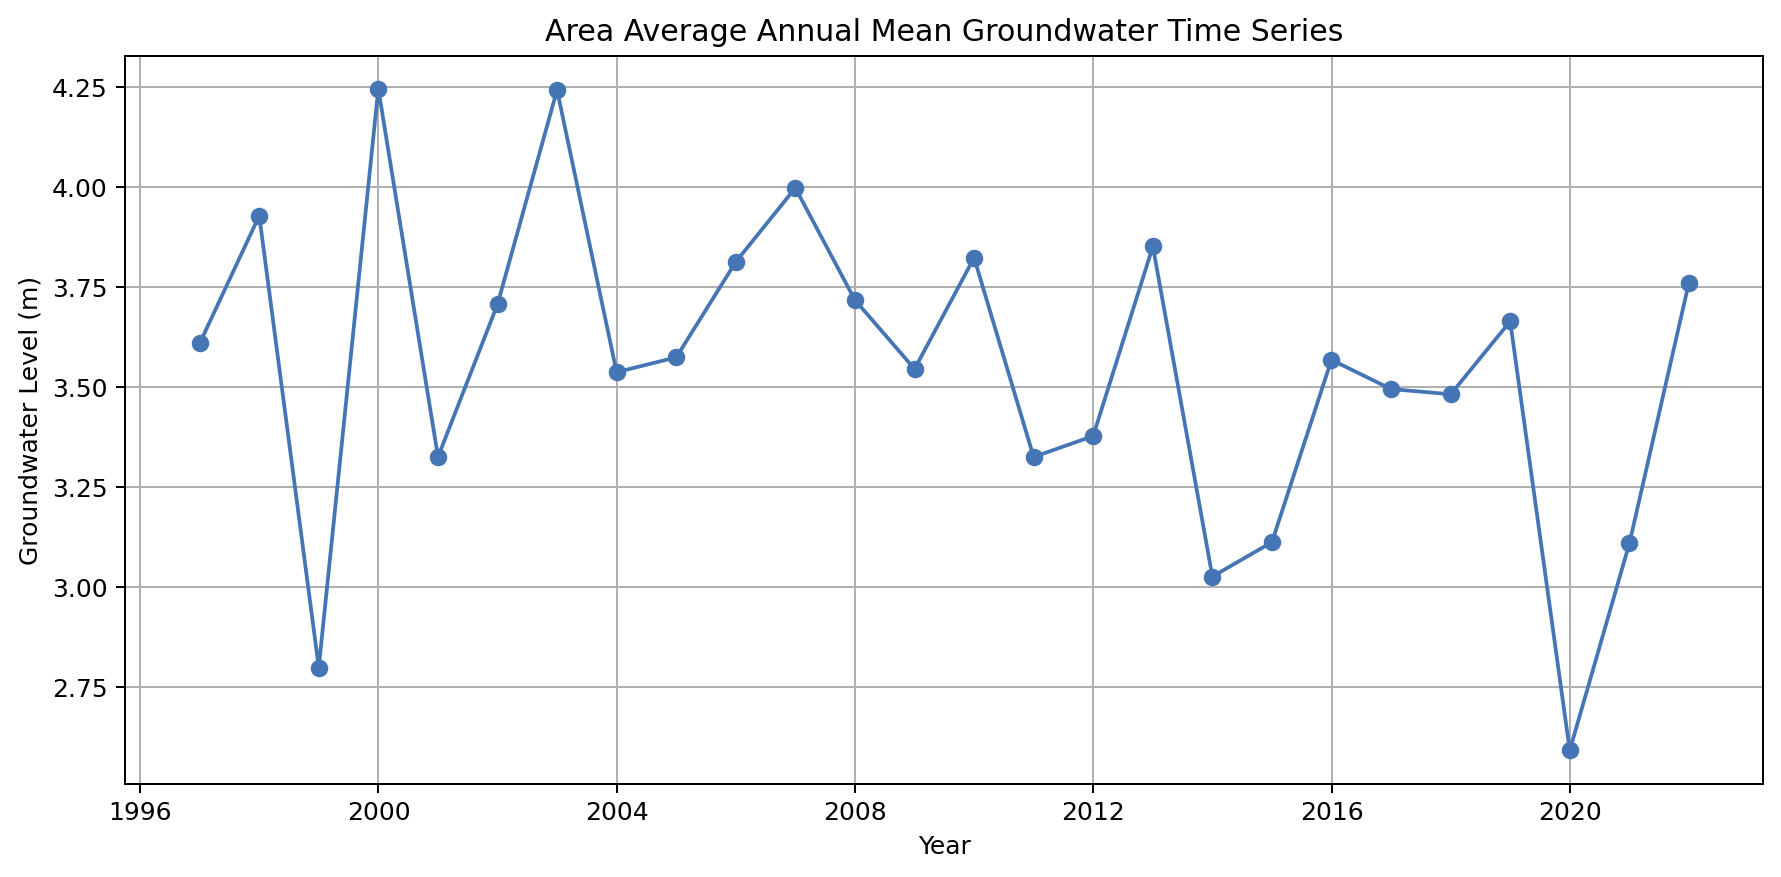 Area Average Annual Mean Groundwater Time Series
Groundwater Level (m)
4.25
4.00
3.75
3.50
3.25
3.00
2.75
1996 2000 2004 2008 2012 2016 2020
Year